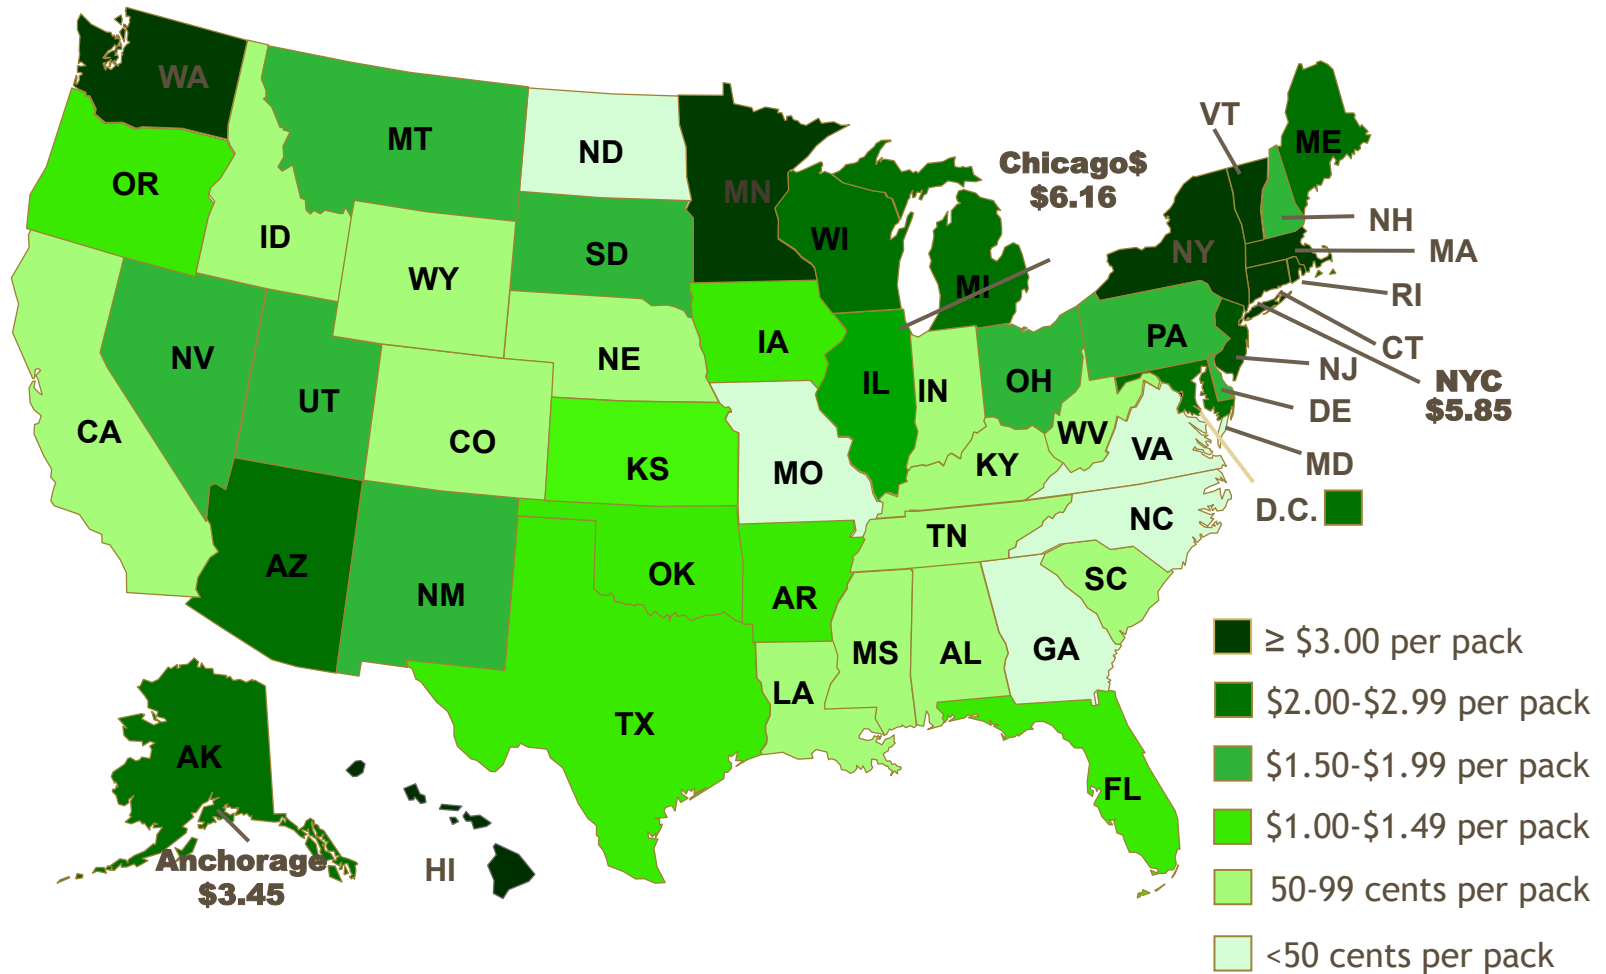 WA
OR
CA
ID
NV
MT
WY
UT
AZ
CO
NM
ND
SD
NE
KS
OK
TX
MN
IA
MO
AR
LA
WI
IL
MI
IN
OH
KY
TN
MS
AL
GA
FL
SC
NC
VA
WV
PA
NY
VT
ME
NH
MA
RI
CT
NJ
DE
MD
D.C.
Chicago$
$6.16
NYC
$5.85
AK
Anchorage
$3.45
HI
≥ $3.00 per pack
$2.00-$2.99 per pack
$1.50-$1.99 per pack
$1.00-$1.49 per pack
50-99 cents per pack
<50 cents per pack